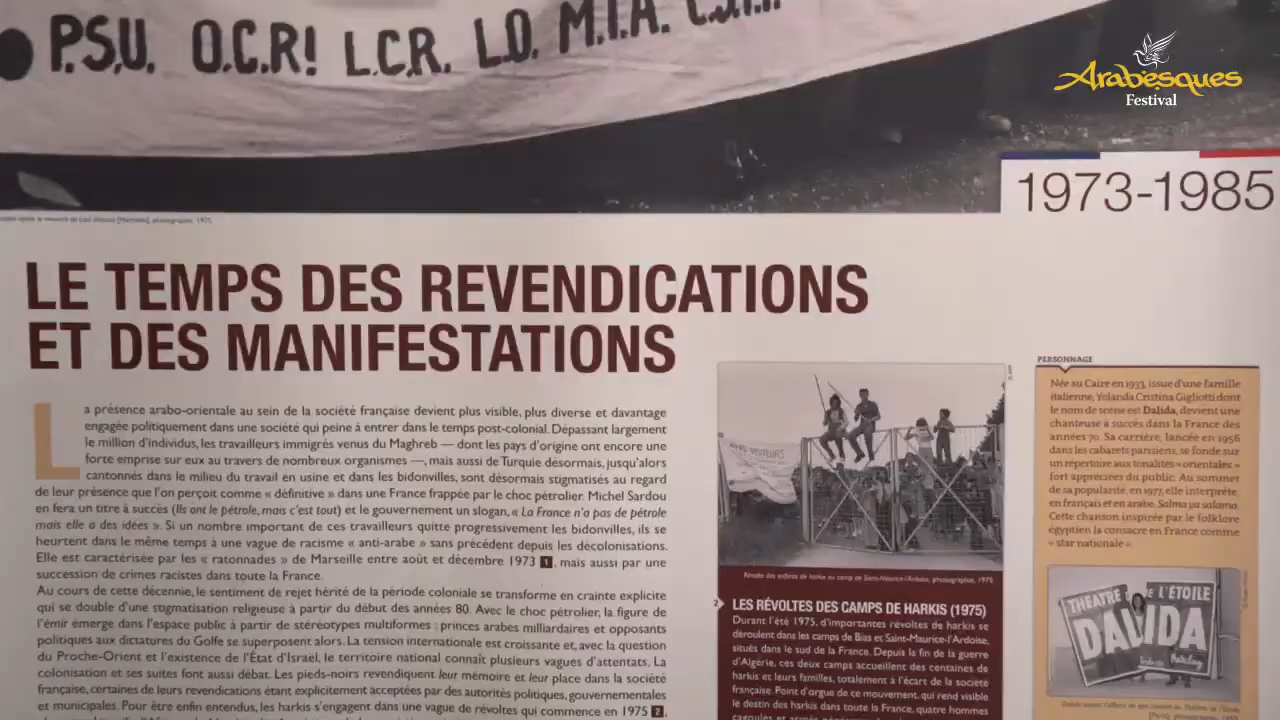 P.S.U. O.C.R! L.C.R. L.O. M.T.A.
Arabesques
Festival
1973-1985
LE TEMPS DES REVENDICATIONS
ET DES MANIFESTATIONS
La présence arabo-orientale au sein de la société française devient plus visible, plus diverse et davantage
engagée politiquement dans une société qui peine à entrer dans le temps post-colonial. Dépassant largement
le million d'individus, les travailleurs immigrés venus du Maghreb — dont les pays d'origine ont encore une
forte emprise sur eux au travers de nombreux organismes —, mais aussi de Turquie désormais, jusqu'alors
cantonnés dans le milieu du travail en usine et dans les bidonvilles, sont désormais stigmatisés au regard
de leur présence que l'on perçoit comme « définitive » dans une France frappée par le choc pétrolier. Michel Sardou
en fera un titre à succès (Ils ont le pétrole, mais c'est tout) et le gouvernement un slogan, « La France n'a pas de pétrole
mais elle a des idées ». Si un nombre important de ces travailleurs quitte progressivement les bidonvilles, ils se
heurtent dans le même temps à une vague de racisme « anti-arabe » sans précédent depuis les décolonisations.
Elle est caractérisée par les « ratonnades » de Marseille entre août et décembre 1973 1, mais aussi par une
succession de crimes racistes dans toute la France.
Au cours de cette décennie, le sentiment de rejet hérité de la période coloniale se transforme en crainte explicite
qui se double d'une stigmatisation religieuse à partir du début des années 80. Avec le choc pétrolier, la figure de
l'émir émerge dans l'espace public à partir de stéréotypes multiformes : princes arabes milliardaires et opposants
politiques aux dictatures du Golfe se superposent alors. La tension internationale est croissante et, avec la question
du Proche-Orient et l'existence de l'État d'Israël, le territoire national connaît plusieurs vagues d'attentats. La
colonisation et ses suites font aussi débat. Les pieds-noirs revendiquent leur mémoire et leur place dans la société
française, certaines de leurs revendications étant explicitement acceptées par des autorités politiques, gouvernementales
et municipales. Pour être enfin entendues, les harkis s'engagent dans une vague de révoltes qui commence en 1975 2,
Révolte des enfants de harkis au camp de Saint-Maurice-l'Ardoise, photographie, 1975.
2 LES RÉVOLTES DES CAMPS DE HARKIS (1975)
Durant l'été 1975, d'importantes révoltes de harkis se
déroulent dans les camps de Bias et Saint-Maurice-l'Ardoise,
situés dans le sud de la France. Depuis la fin de la guerre
d'Algérie, ces deux camps accueillent des centaines de
harkis et leurs familles, totalement à l'écart de la société
française. Point d'orgue de ce mouvement, qui rend visible
le destin des harkis dans toute la France, quatre hommes
PERSONNAGE
Née au Caire en 1933, issue d'une famille
italienne, Yolanda Cristina Gigliotti dont
le nom de scène est Dalida, devient une
chanteuse à succès dans la France des
années 70. Sa carrière, lancée en 1956
dans les cabarets parisiens, se fonde sur
un répertoire aux tonalités « orientales »
fort appréciées du public. Au sommet
de sa popularité, en 1977, elle interprète,
en français et en arabe, Salma ya salama.
Cette chanson inspirée par le folklore
égyptien la consacre en France comme
« star nationale ».
THEATRE DE L'ÉTOILE
DALIDA